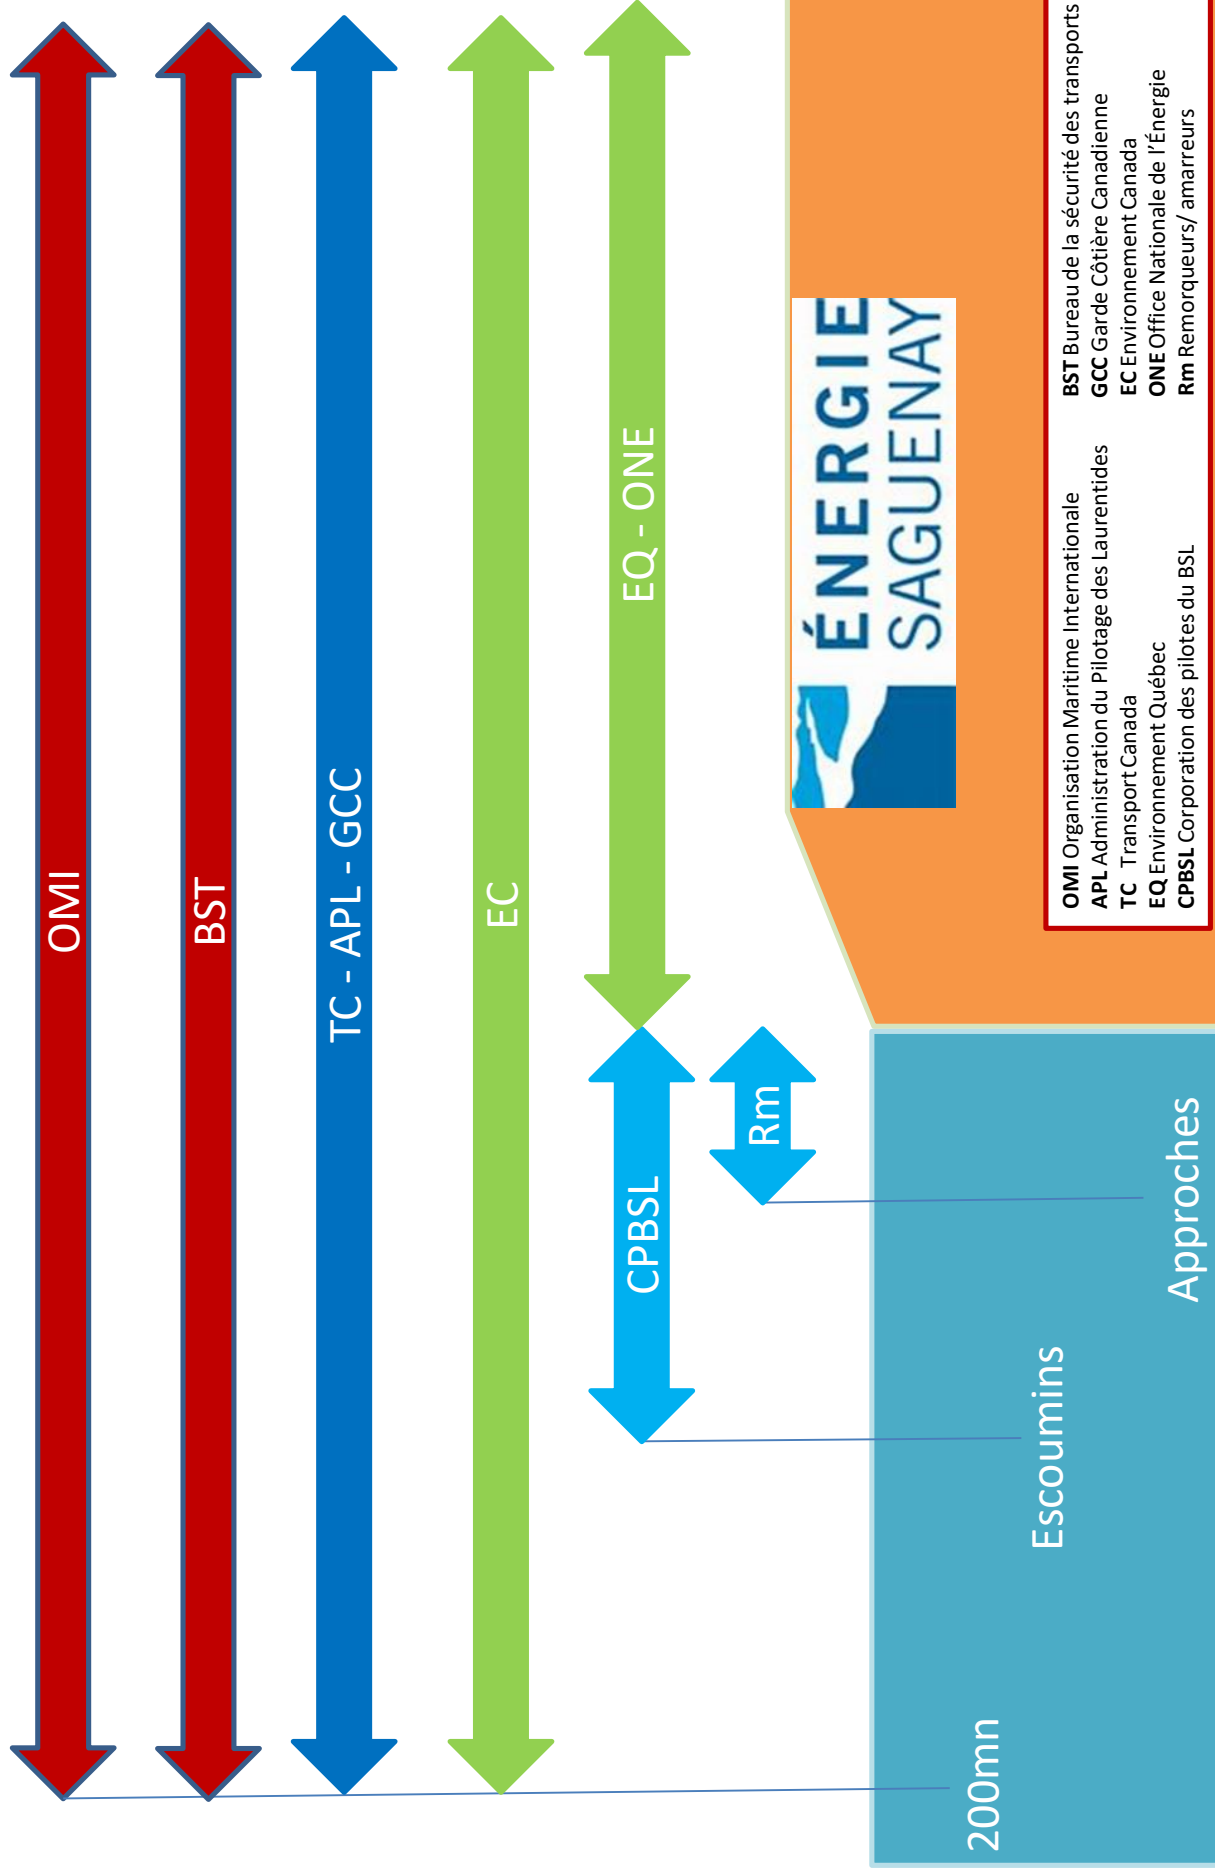 OMI
BST
TC - APL - GCC
EC
CPBSL
EQ - ONE
Rm
ÉNERGIE
SAGUENAY
200mn
Escoumins
Approches
OMI Organisation Maritime Internationale
APL Administration du Pilotage des Laurentides
TC Transport Canada
EQ Environnement Québec
CPBSL Corporation des pilotes du BSL
BST Bureau de la sécurité des transports
GCC Garde Côtière Canadienne
EC Environnement Canada
ONE Office Nationale de l'Énergie
Rm Remorqueurs/ amarreurs